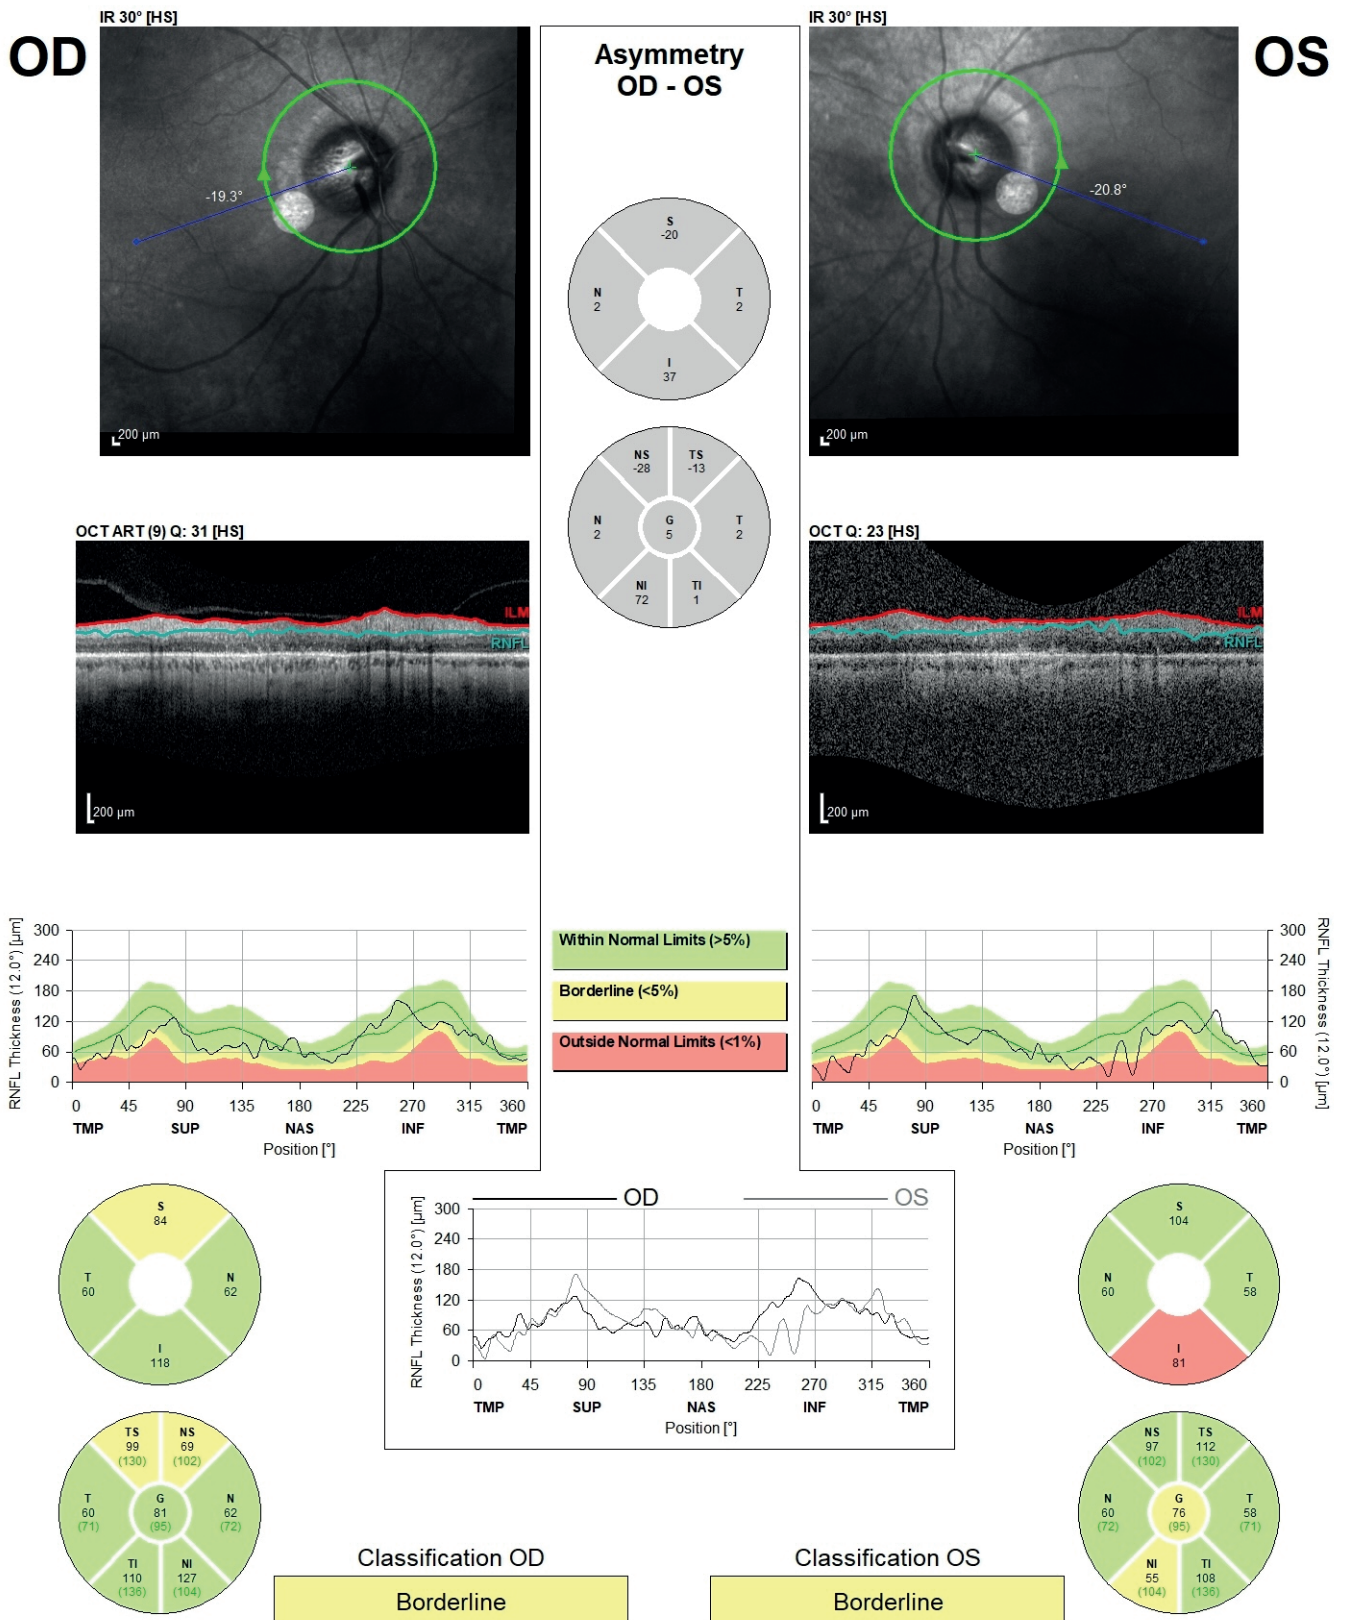 IR 30° [HS]
OD
-19.3°
200 µm
Asymmetry
OD - OS
IR 30° [HS]
OS
-20.8°
200 µm
S
-20
N
2
T
2
I
37
NS
-28
TS
-13
N
2
G
5
T
2
NI
72
TI
1
OCT ART (9) Q: 31 [HS]
ILM
RNFL
200 µm
OCT Q: 23 [HS]
ILM
RNFL
200 µm
RNFL Thickness (12.0°) [µm]
300
240
180
120
60
0
0 45 90 135 180 225 270 315 360
TMP SUP NAS INF TMP
Position [°]
Within Normal Limits (>5%)
Borderline (<5%)
Outside Normal Limits (<1%)
300
240
180
120
60
0
RNFL Thickness (12.0°) [µm]
0 45 90 135 180 225 270 315 360
TMP SUP NAS INF TMP
Position [°]
OD OS
RNFL Thickness (12.0°) [µm]
300
240
180
120
60
0
0 45 90 135 180 225 270 315 360
TMP SUP NAS INF TMP
Position [°]
S
84
T
60
N
62
I
118
TS
99
(130)
NS
69
(102)
T
60
(71)
G
81
(95)
N
62
(72)
TI
110
(136)
NI
127
(104)
Classification OD
Borderline
S
104
N
60
T
58
I
81
NS
97
(102)
TS
112
(130)
N
60
(72)
G
76
(95)
T
58
(71)
NI
55
(104)
TI
108
(136)
Classification OS
Borderline